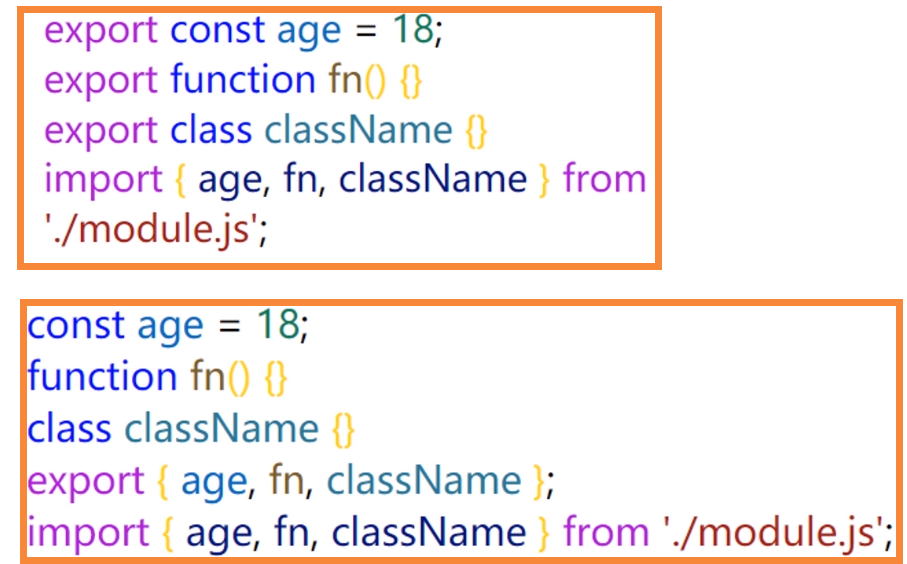 export const age = 18;
export function fn() {}
export class className {}
import { age, fn, className } from
'./module.js';
const age = 18;
function fn() {}
class className {}
export { age, fn, className };
import { age, fn, className } from './module.js';